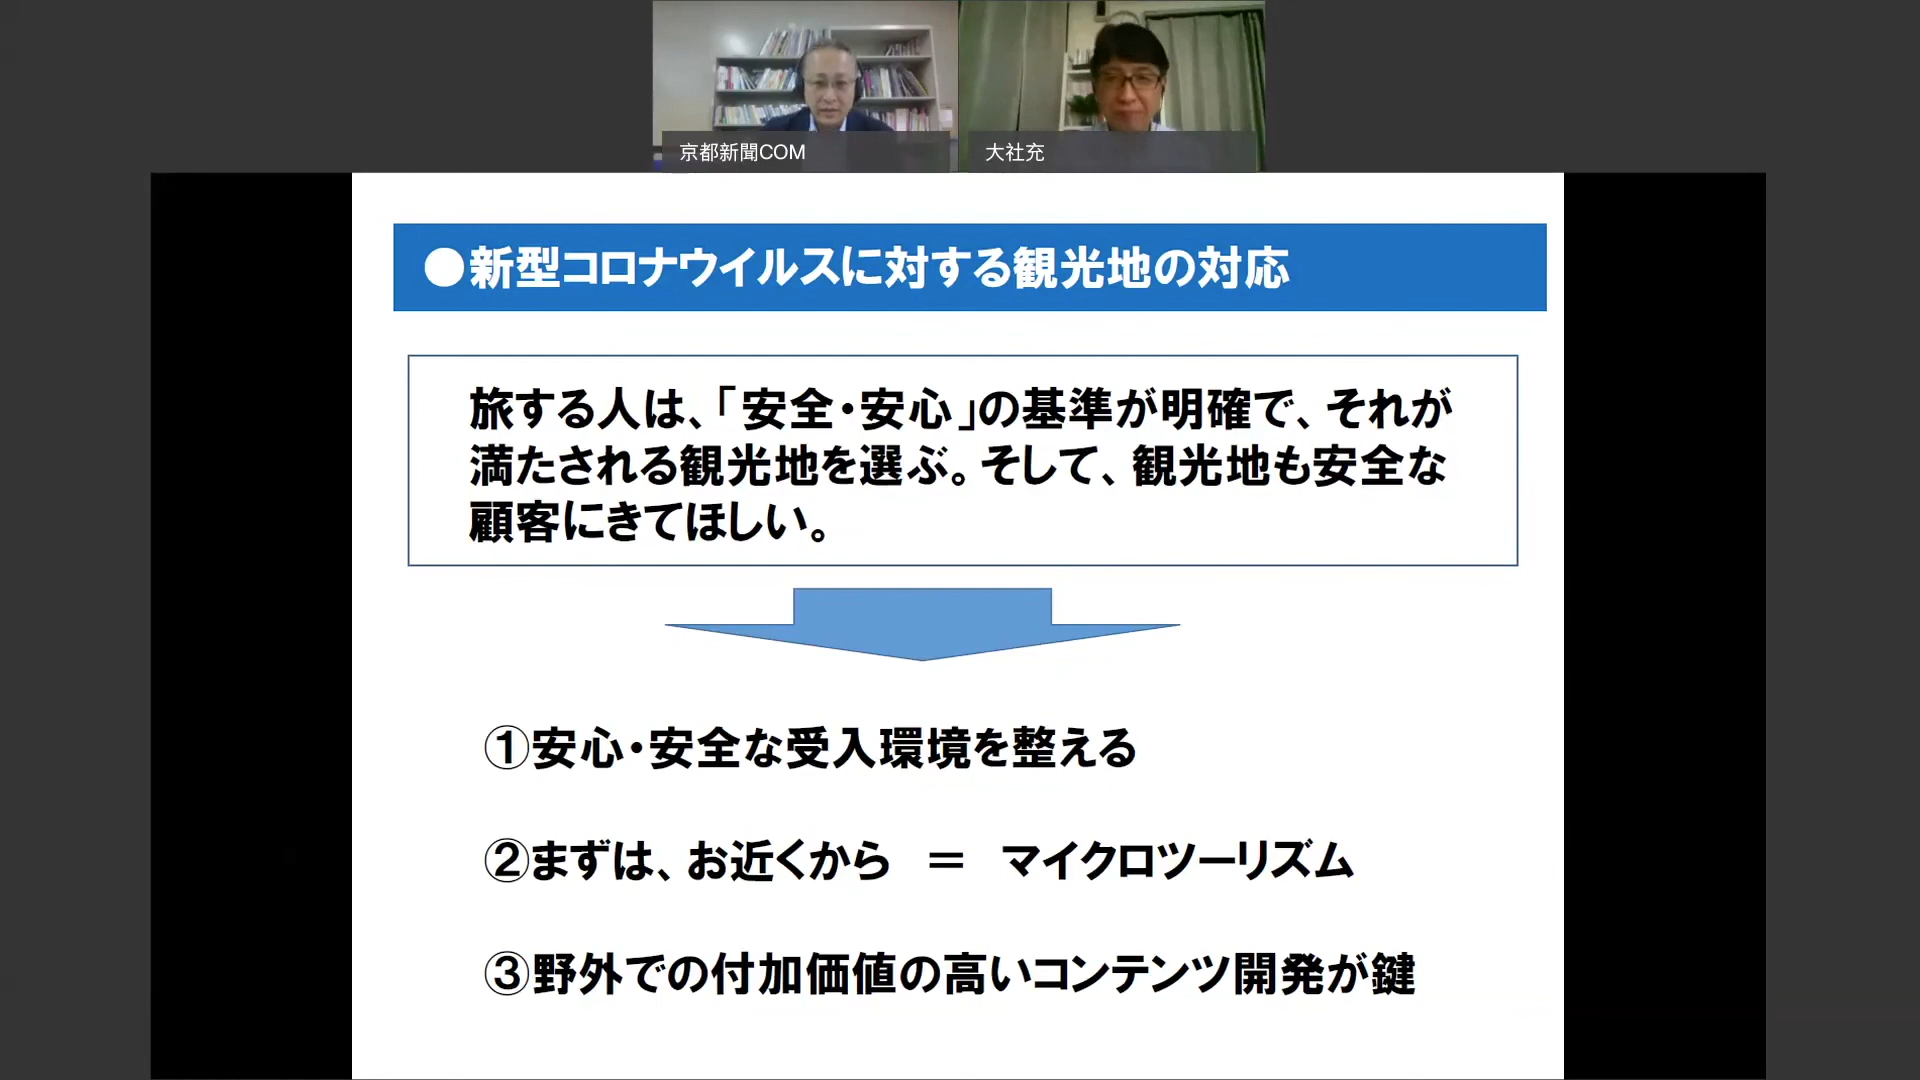 京都新聞COM
大社充
●新型コロナウイルスに対する観光地の対応
旅する人は、「安全・安心」の基準が明確で、それが
満たされる観光地を選ぶ。そして、観光地も安全な
顧客にきてほしい。
①安心・安全な受入環境を整える
②まずは、お近くから　＝　マイクロツーリズム
③野外での付加価値の高いコンテンツ開発が鍵